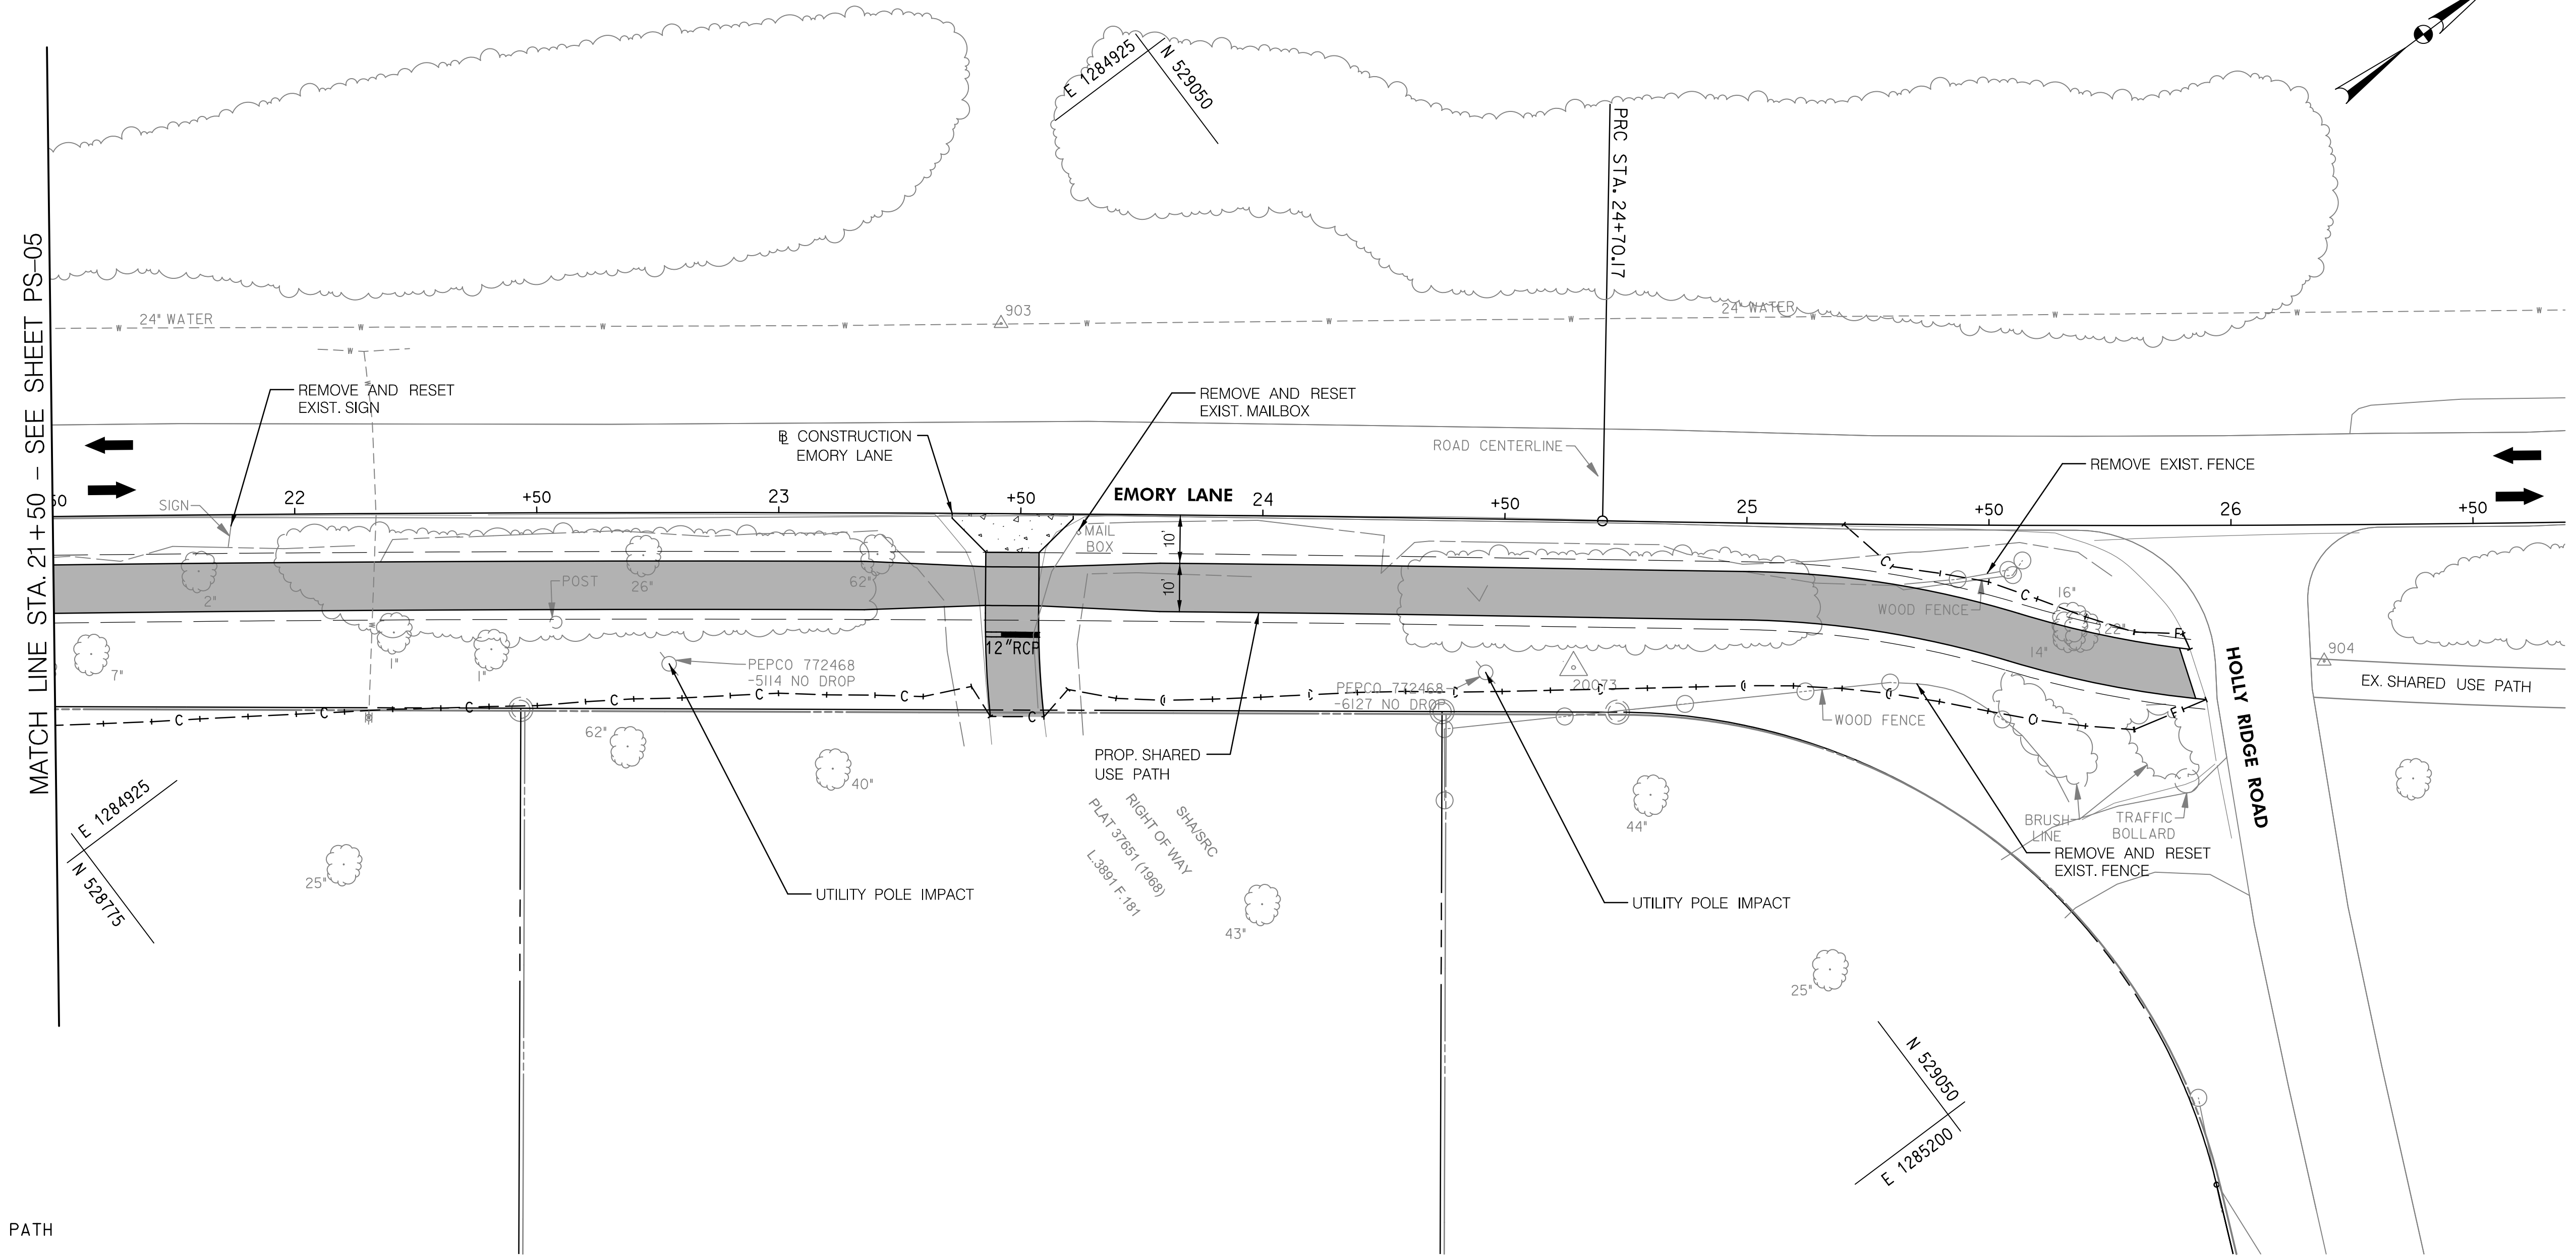 E 1284925
N 529050
PRC STA. 24+70.17
MATCH LINE STA. 21+50 - SEE SHEET PS-05
24" WATER
903
24" WATER
REMOVE AND RESET
EXIST. SIGN
REMOVE AND RESET
EXIST. MAILBOX
℄ CONSTRUCTION
EMORY LANE
ROAD CENTERLINE
REMOVE EXIST. FENCE
SIGN
50
22
+50
23
+50
EMORY LANE
24
+50
25
+50
26
+50
MAIL
BOX
10'
10'
2"
POST
26"
62"
WOOD FENCE
16"
22"
14"
12"RCP
7"
1"
1"
PEPCO 772468
-5114 NO DROP
PEPCO 772468
-6127 NO DROP
20073
904
HOLLY RIDGE ROAD
EX. SHARED USE PATH
62"
WOOD FENCE
40"
PROP. SHARED
USE PATH
SHA/SRC
RIGHT OF WAY
PLAT 37651 (1968)
L.3891 F.181
44"
BRUSH
LINE
TRAFFIC
BOLLARD
REMOVE AND RESET
EXIST. FENCE
E 1284925
N 528775
25"
UTILITY POLE IMPACT
43"
UTILITY POLE IMPACT
25"
N 529050
E 1285200
PATH